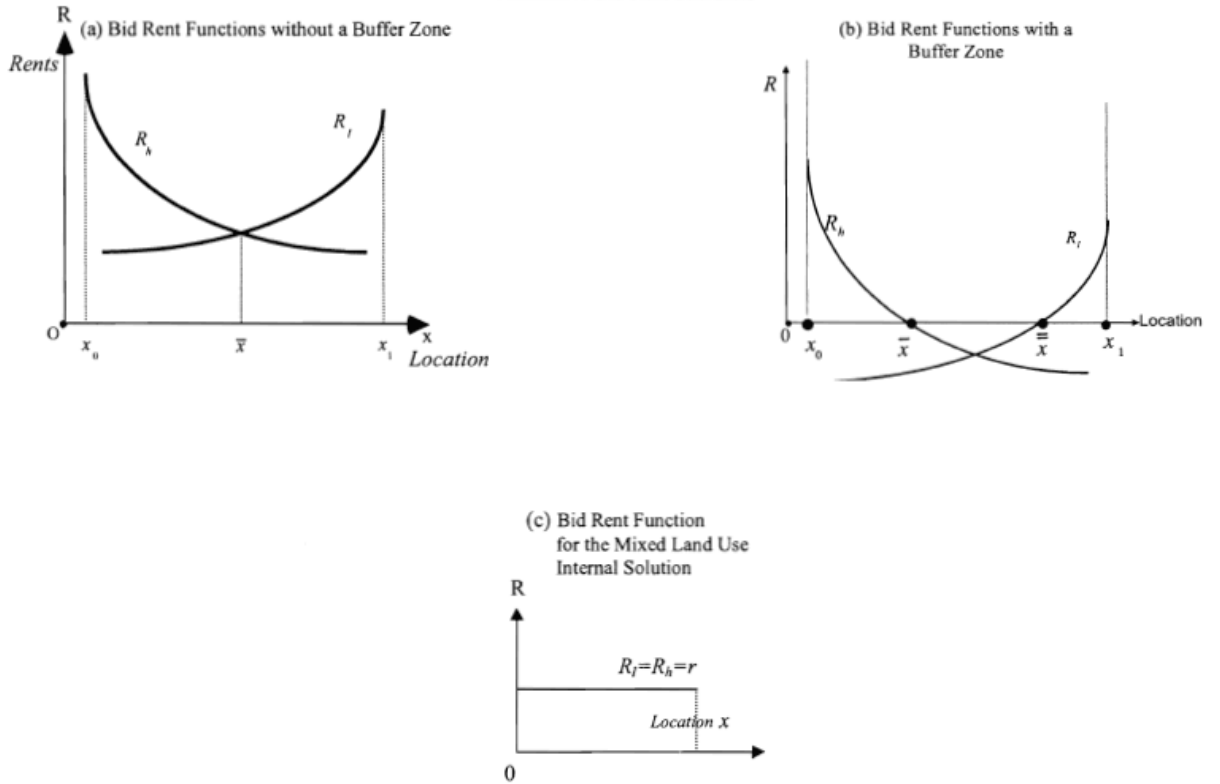 R
(a) Bid Rent Functions without a Buffer Zone
Rents
R_h
R_l
O
x_0
x̄
x_1
x
Location
(b) Bid Rent Functions with a
Buffer Zone
R
R_h
R_l
0
x_0
x̄
x̿
x_1
Location
(c) Bid Rent Function
for the Mixed Land Use
Internal Solution
R
R_l=R_h=r
Location x
0